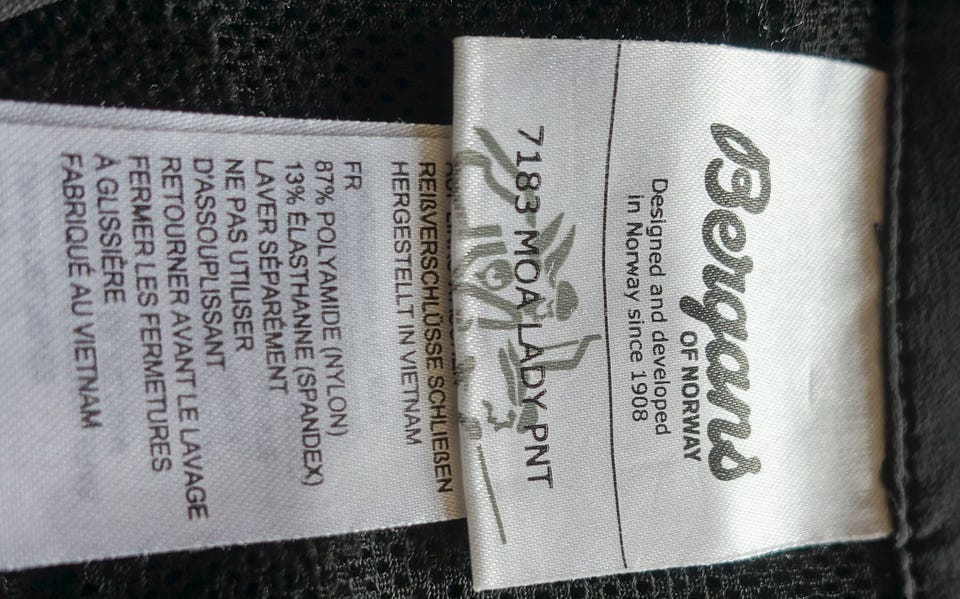 Bergans
OF NORWAY
Designed and developed
in Norway since 1908
7183 MOA LADY PNT
REIßVERSCHLÜSSE SCHLIEßEN
HERGESTELLT IN VIETNAM
FR
87% POLYAMIDE (NYLON)
13% ÉLASTHANNE (SPANDEX)
LAVER SÉPARÉMENT
NE PAS UTILISER
D'ASSOUPLISSANT
RETOURNER AVANT LE LAVAGE
FERMER LES FERMETURES
À GLISSIÈRE
FABRIQUÉ AU VIETNAM